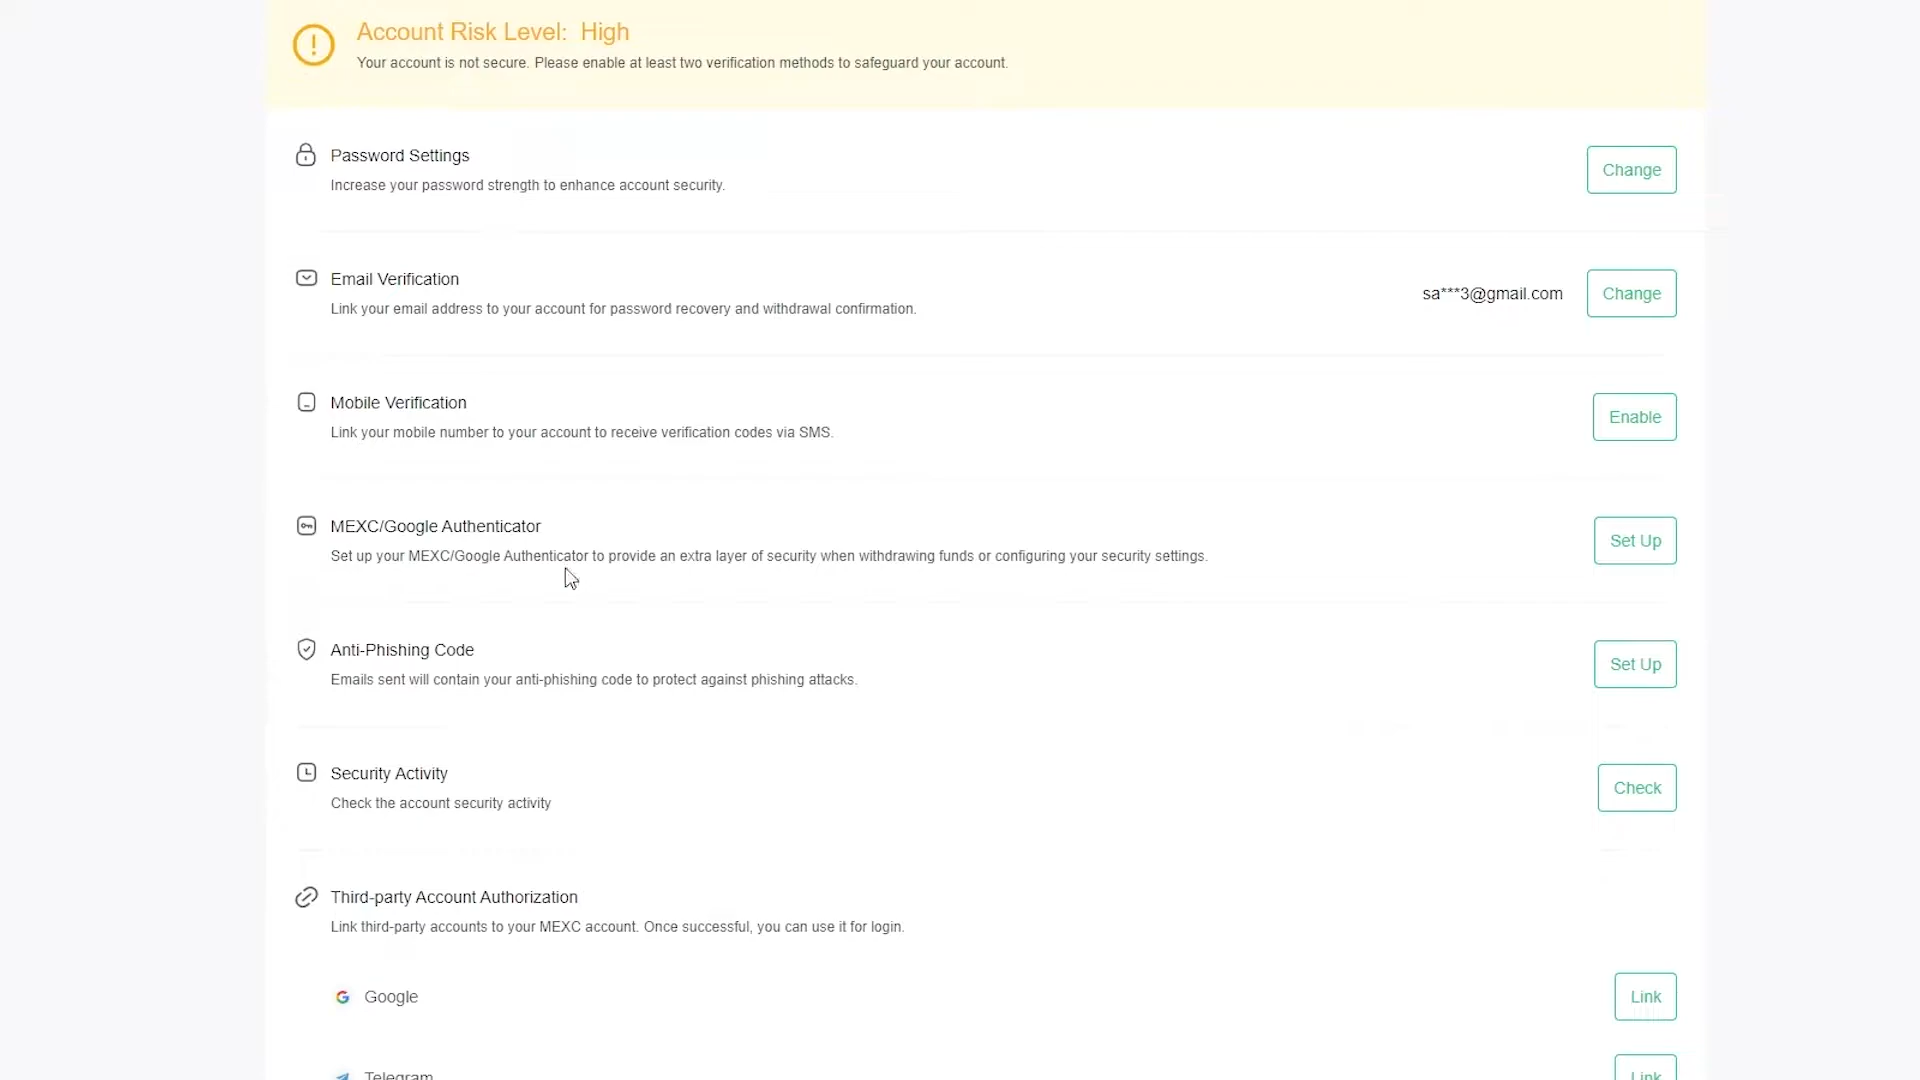 Account Risk Level: High
Your account is not secure. Please enable at least two verification methods to safeguard your account.
Password Settings
Increase your password strength to enhance account security.
Change
Email Verification
Link your email address to your account for password recovery and withdrawal confirmation.
sa***3@gmail.com
Change
Mobile Verification
Link your mobile number to your account to receive verification codes via SMS.
Enable
MEXC/Google Authenticator
Set up your MEXC/Google Authenticator to provide an extra layer of security when withdrawing funds or configuring your security settings.
Set Up
Anti-Phishing Code
Emails sent will contain your anti-phishing code to protect against phishing attacks.
Set Up
Security Activity
Check the account security activity
Check
Third-party Account Authorization
Link third-party accounts to your MEXC account. Once successful, you can use it for login.
Google
Link
Telegram
Link